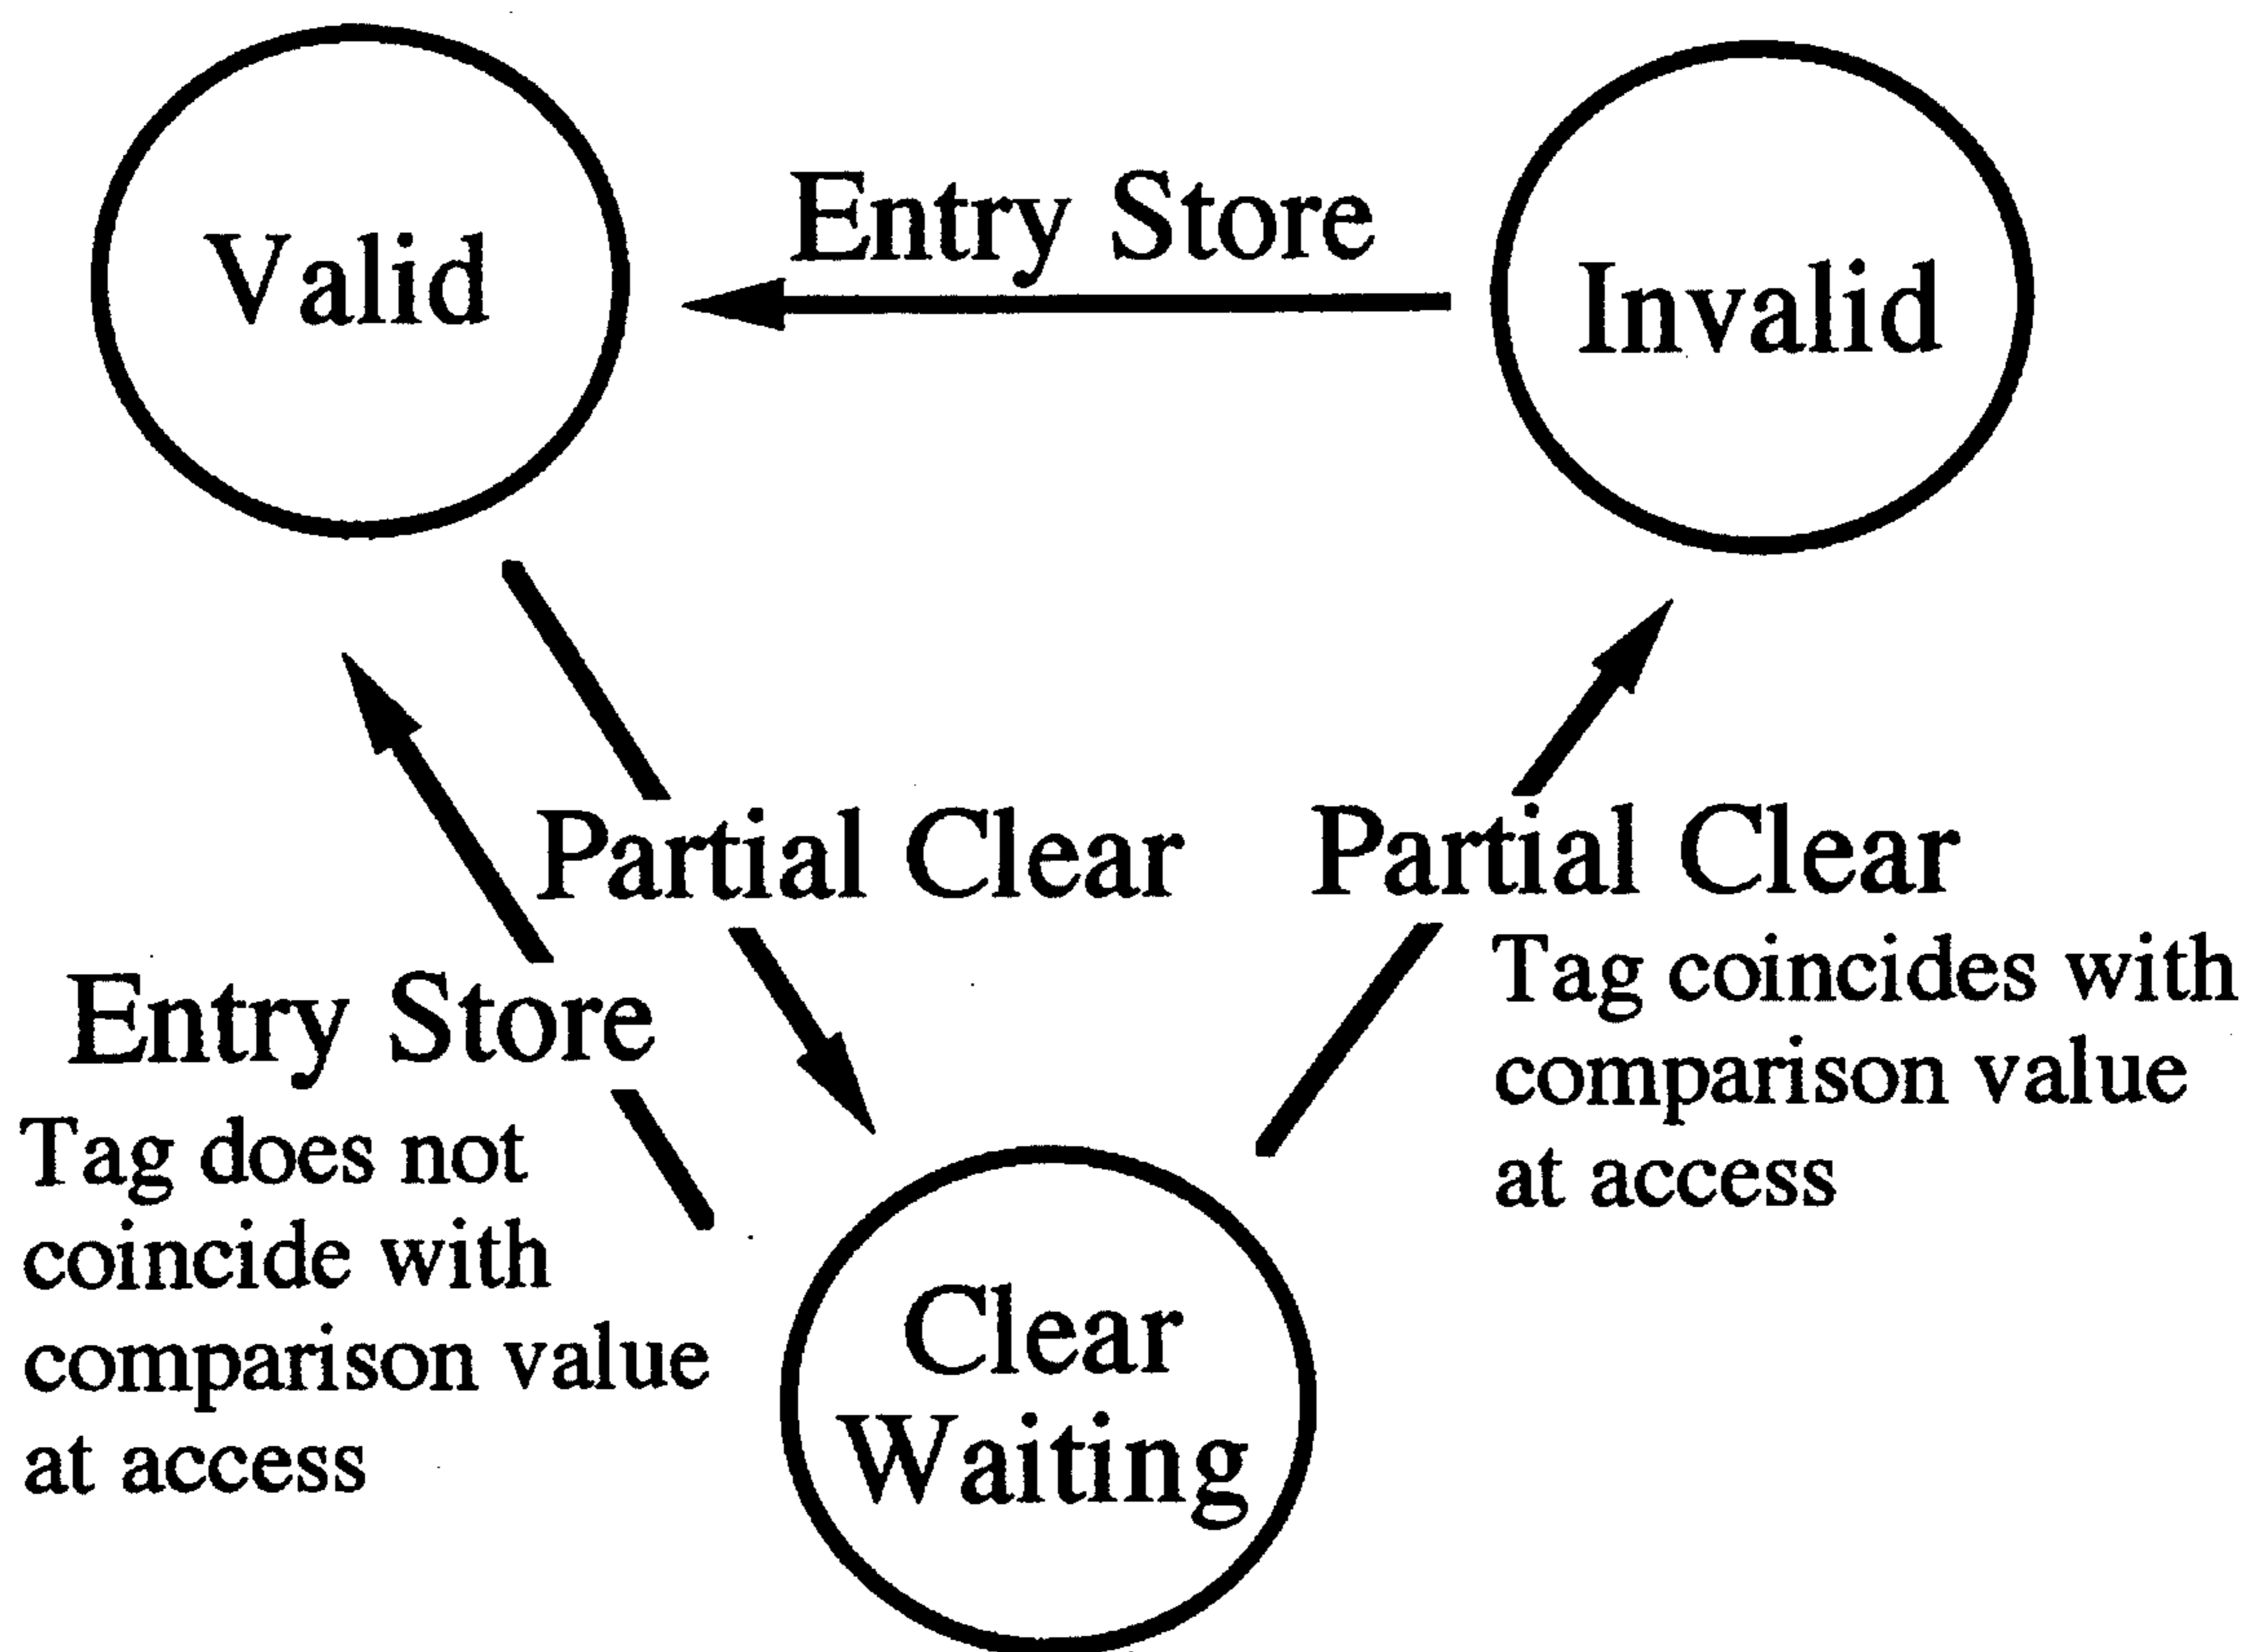 Valid
Entry Store
Invalid
Partial Clear
Partial Clear
Tag coincides with
comparison value
at access
Entry Store
Tag does not
coincide with
comparison value
at access
Clear
Waiting